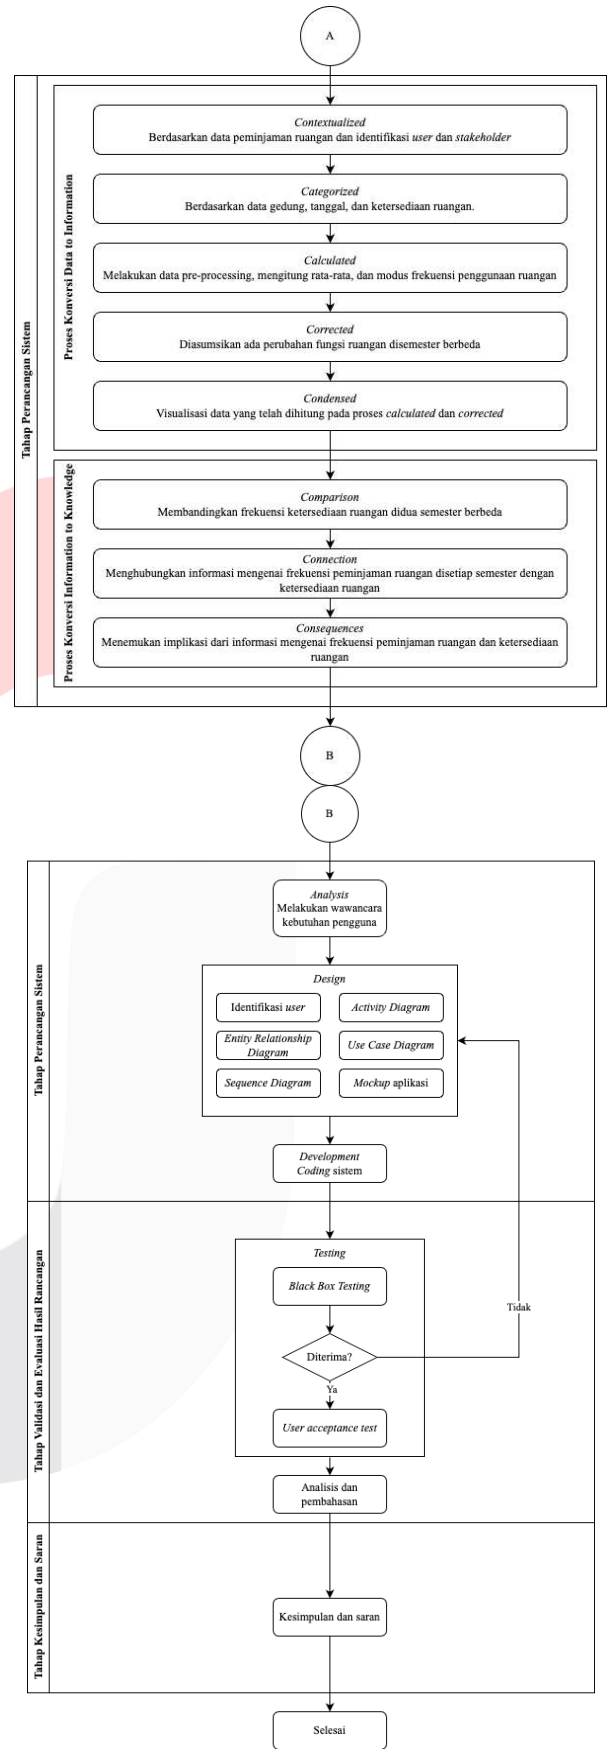 A
Tahap Perancangan Sistem
Proses Konversi Data to Information
Contextualized
Berdasarkan data peminjaman ruangan dan identifikasi user dan stakeholder
Categorized
Berdasarkan data gedung, tanggal, dan ketersediaan ruangan.
Calculated
Melakukan data pre-processing, mengitung rata-rata, dan modus frekuensi penggunaan ruangan
Corrected
Diasumsikan ada perubahan fungsi ruangan disemester berbeda
Condensed
Visualisasi data yang telah dihitung pada proses calculated dan corrected
Proses Konversi Information to Knowledge
Comparison
Membandingkan frekuensi ketersediaan ruangan didua semester berbeda
Connection
Menghubungkan informasi mengenai frekuensi peminjaman ruangan disetiap semester dengan
ketersediaan ruangan
Consequences
Menemukan implikasi dari informasi mengenai frekuensi peminjaman ruangan dan ketersediaan
ruangan
B
B
Tahap Perancangan Sistem
Analysis
Melakukan wawancara
kebutuhan pengguna
Design
Identifikasi user
Activity Diagram
Entity Relationship
Diagram
Use Case Diagram
Sequence Diagram
Mockup aplikasi
Development
Coding sistem
Tahap Validasi dan Evaluasi Hasil Rancangan
Testing
Black Box Testing
Tidak
Diterima?
Ya
User acceptance test
Analisis dan
pembahasan
Tahap Kesimpulan dan Saran
Kesimpulan dan saran
Selesai